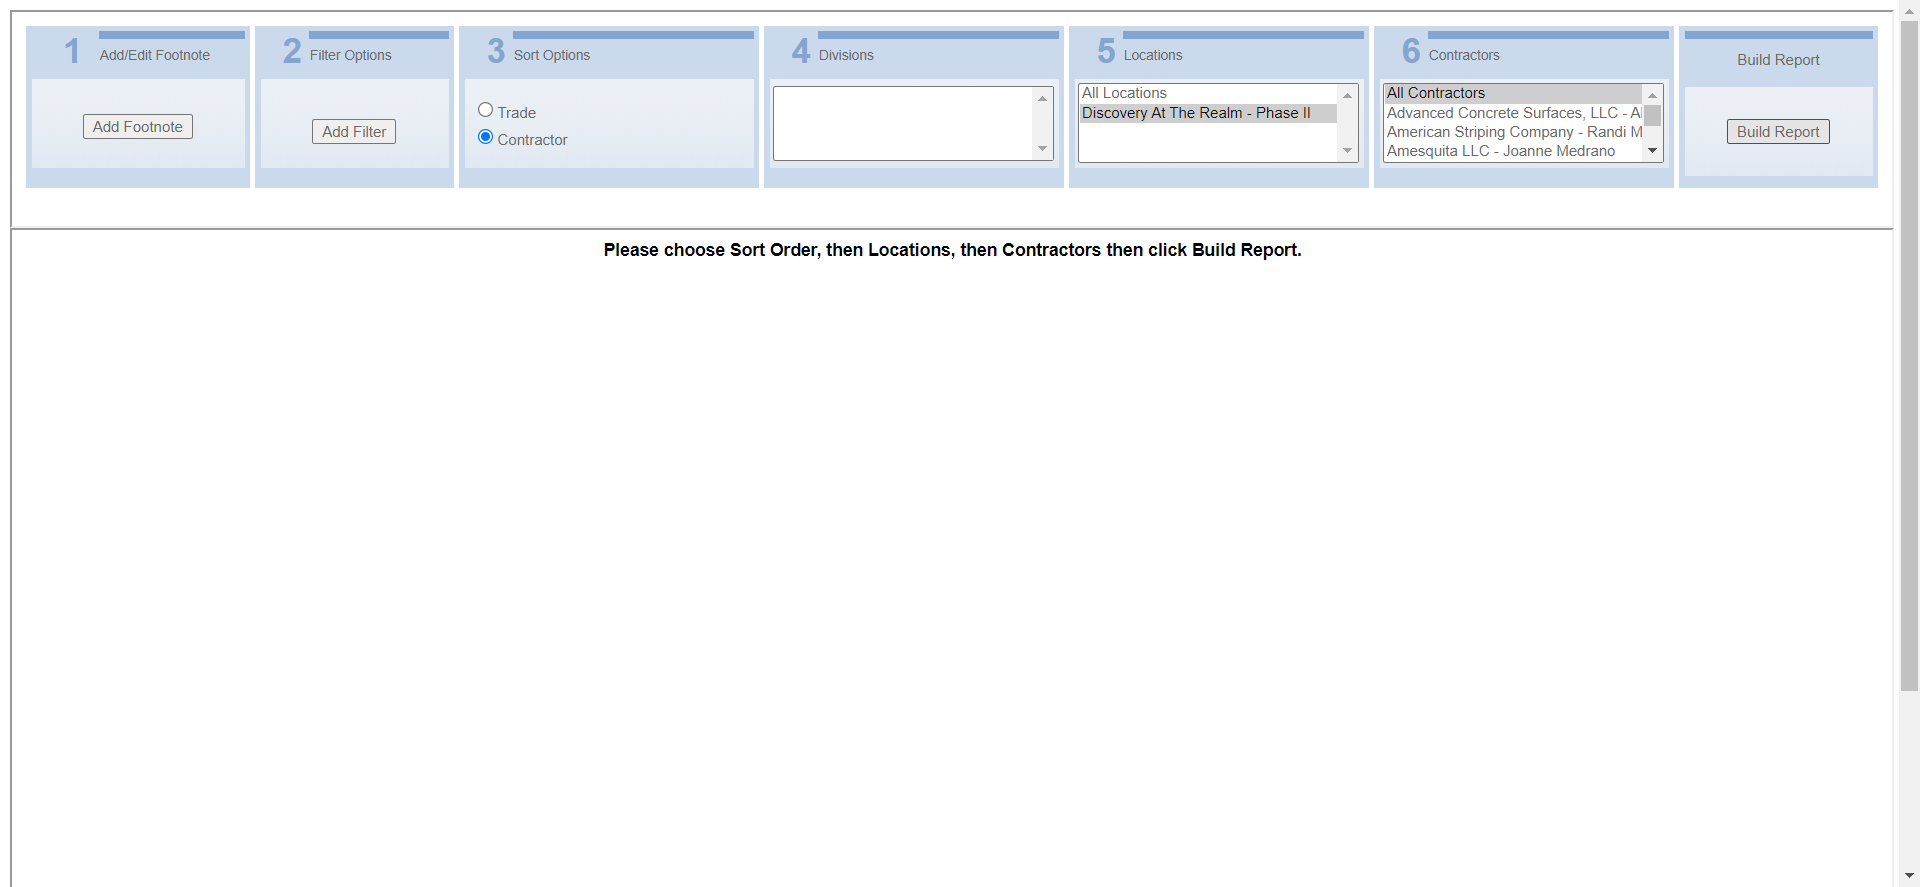 1 Add/Edit Footnote
Add Footnote
2 Filter Options
Add Filter
3 Sort Options
Trade
Contractor
4 Divisions
5 Locations
All Locations
Discovery At The Realm - Phase II
6 Contractors
All Contractors
Advanced Concrete Surfaces, LLC - A
American Striping Company - Randi M
Amesquita LLC - Joanne Medrano
Build Report
Build Report
Please choose Sort Order, then Locations, then Contractors then click Build Report.